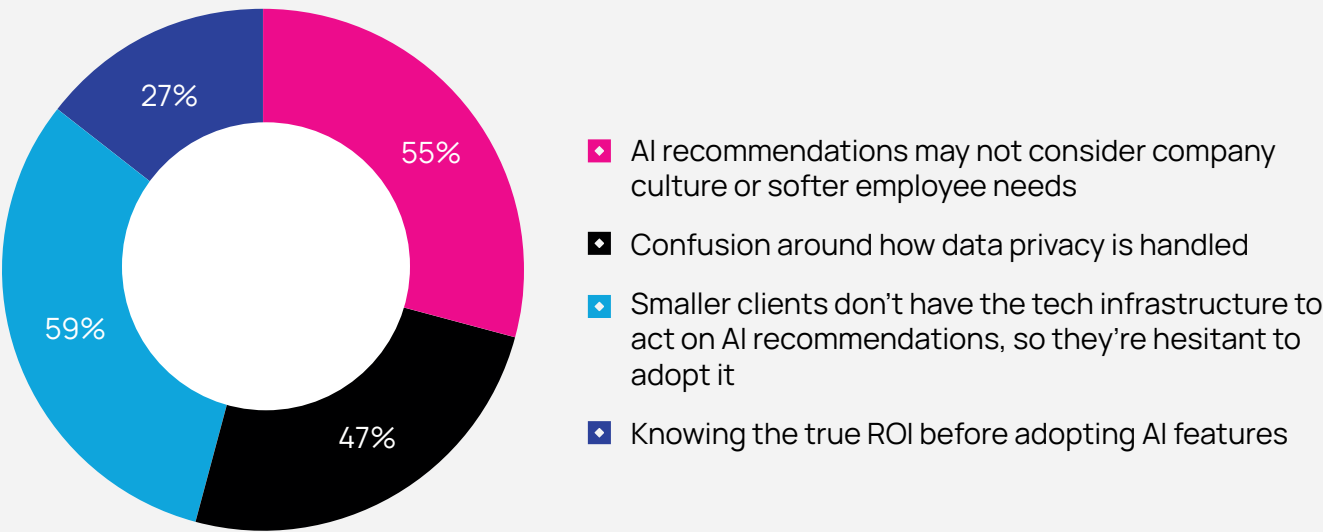 27%
55%
59%
47%
AI recommendations may not consider company
culture or softer employee needs
Confusion around how data privacy is handled
Smaller clients don’t have the tech infrastructure to
act on AI recommendations, so they’re hesitant to
adopt it
Knowing the true ROI before adopting AI features